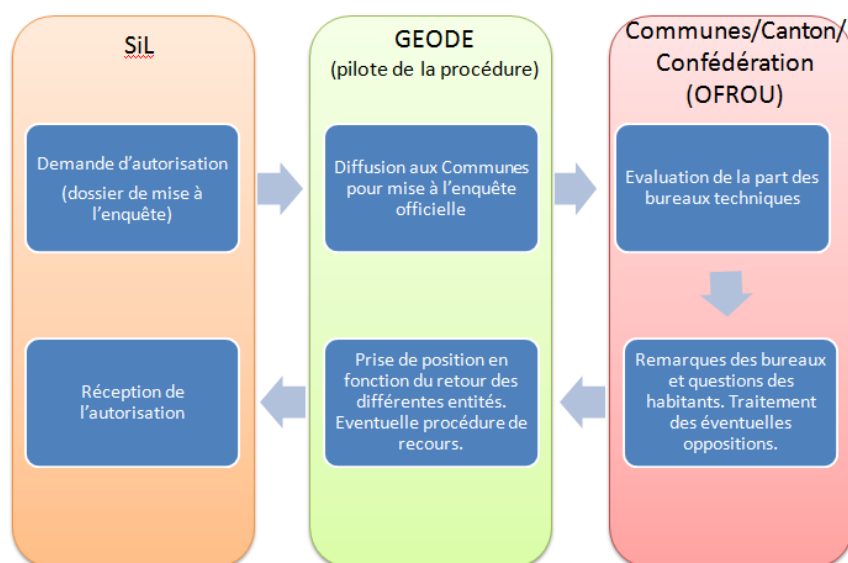 SiL
GEODE
(pilote de la procédure)
Communes/Canton/
Confédération
(OFROU)
Demande d'autorisation
(dossier de mise à
l'enquête)
Diffusion aux Communes
pour mise à l'enquête
officielle
Evaluation de la part des
bureaux techniques
Remarques des bureaux
et questions des
habitants. Traitement
des éventuelles
oppositions.
Prise de position en
fonction du retour des
différentes entités.
Eventuelle procédure de
recours.
Réception de
l'autorisation